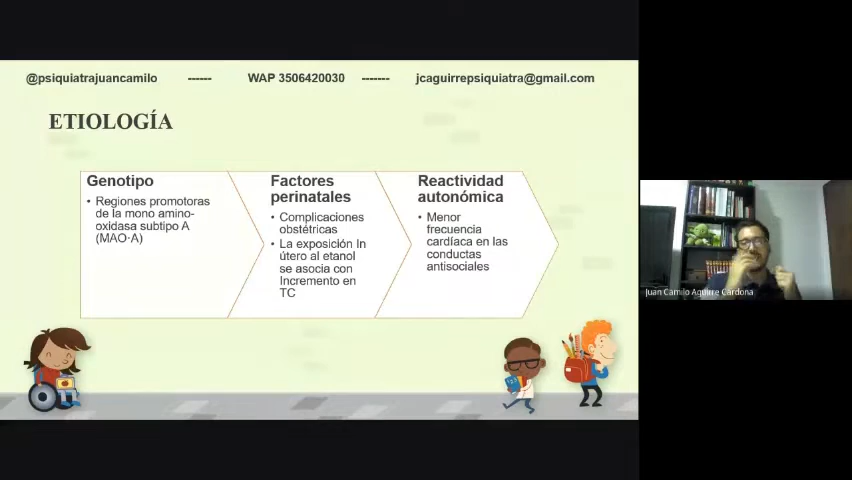 @psiquiatrajuancamilo ------ WAP 3506420030 ------- jcaguirrepsiquiatra@gmail.com
ETIOLOGÍA
Genotipo
• Regiones promotoras
de la mono amino-
oxidasa subtipo A
(MAO-A)
Factores
perinatales
• Complicaciones
obstétricas
• La exposición In
útero al etanol
se asocia con
Incremento en
TC
Reactividad
autonómica
• Menor
frecuencia
cardíaca en las
conductas
antisociales
Juan Camilo Aguirre Cardona